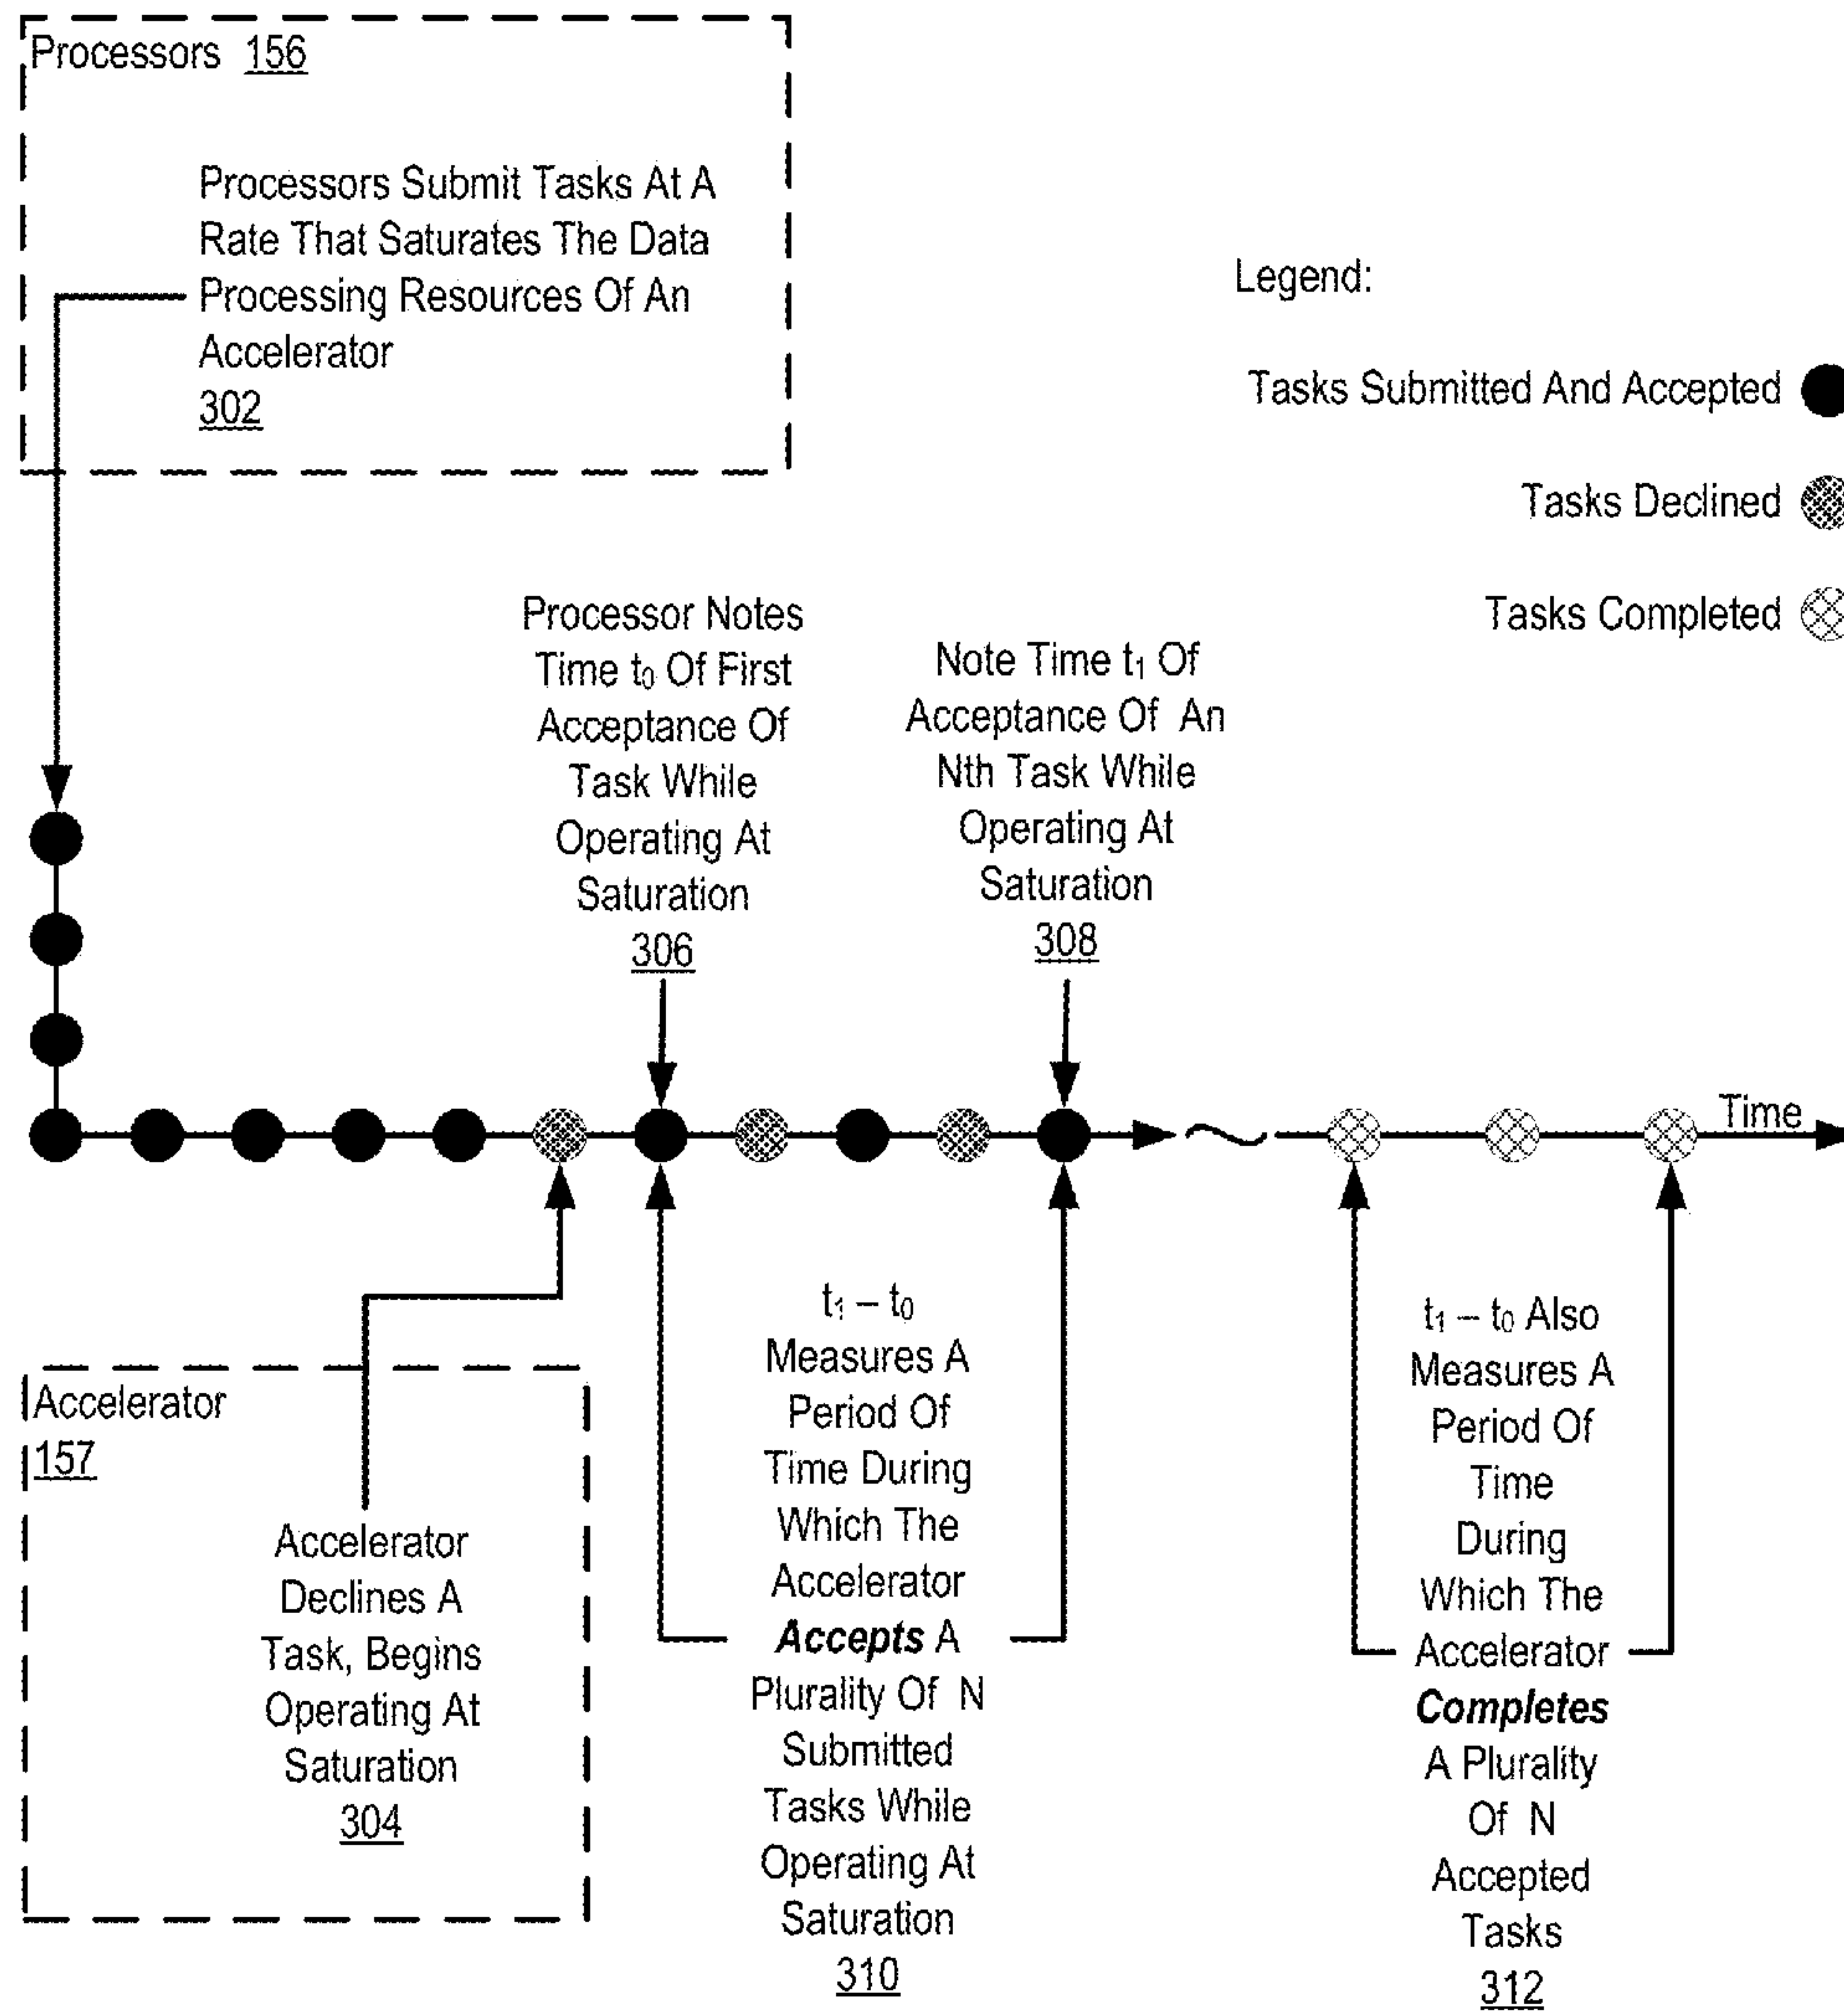 Processors 156
Processors Submit Tasks At A
Rate That Saturates The Data
Processing Resources Of An
Accelerator
302
Legend:
Tasks Submitted And Accepted
Tasks Declined
Tasks Completed
Processor Notes
Time t₀ Of First
Acceptance Of
Task While
Operating At
Saturation
306
Note Time t₁ Of
Acceptance Of An
Nth Task While
Operating At
Saturation
308
Time
Accelerator
157
Accelerator
Declines A
Task, Begins
Operating At
Saturation
304
t₁ – t₀
Measures A
Period Of
Time During
Which The
Accelerator
Accepts A
Plurality Of N
Submitted
Tasks While
Operating At
Saturation
310
t₁ – t₀ Also
Measures A
Period Of
Time
During
Which The
Accelerator
Completes
A Plurality
Of N
Accepted
Tasks
312